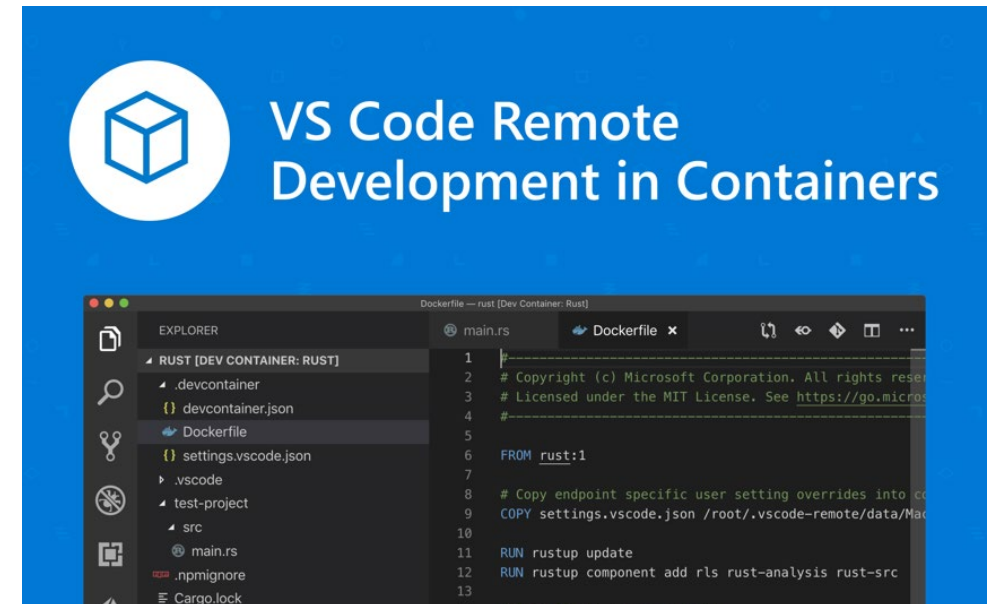 VS Code Remote
Development in Containers
Dockerfile — rust [Dev Container: Rust]
EXPLORER
RUST [DEV CONTAINER: RUST]
.devcontainer
{} devcontainer.json
Dockerfile
{} settings.vscode.json
.vscode
test-project
src
main.rs
.npmignore
Cargo.lock
main.rs
Dockerfile ×
1 #------------------------------------------------
2 # Copyright (c) Microsoft Corporation. All rights reser
3 # Licensed under the MIT License. See https://go.micros
4 #------------------------------------------------
5
6 FROM rust:1
7
8 # Copy endpoint specific user setting overrides into co
9 COPY settings.vscode.json /root/.vscode-remote/data/Mac
10
11 RUN rustup update
12 RUN rustup component add rls rust-analysis rust-src
13